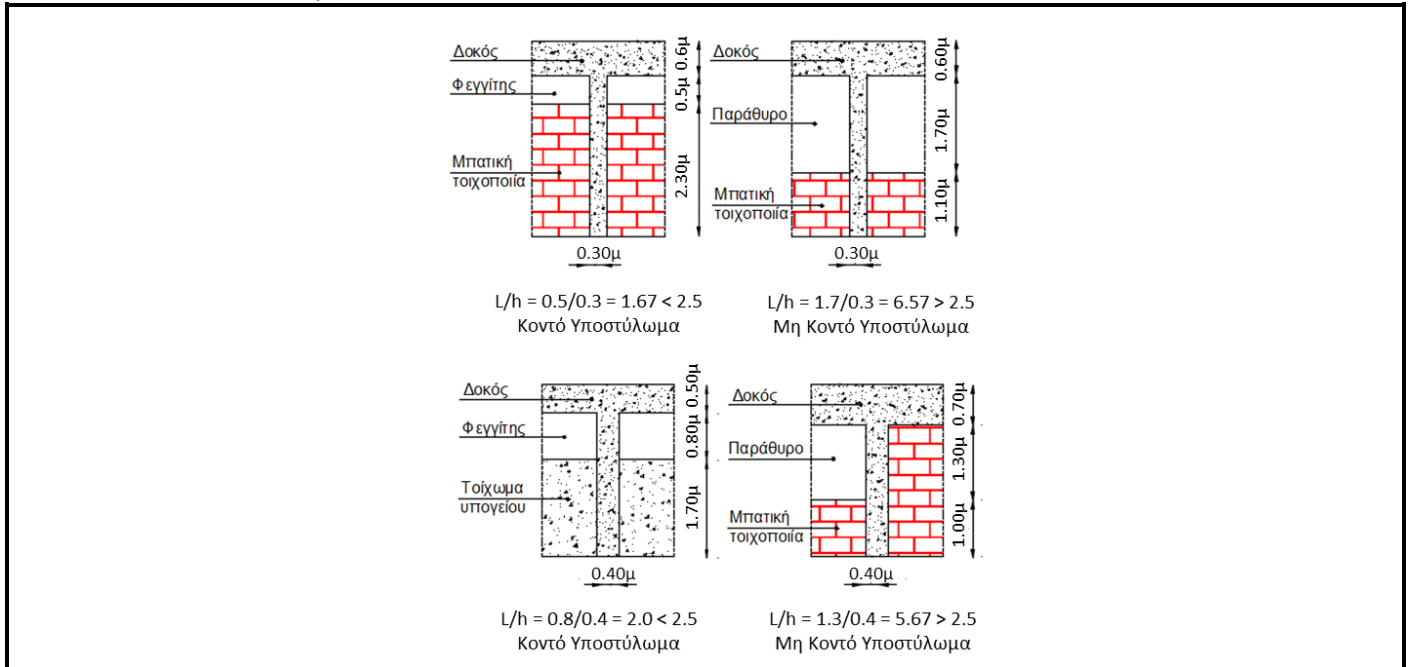 Δοκός
Φεγγίτης
Μπατική
τοιχοποιία
0.6μ
0.5μ
2.30μ
0.30μ
L/h = 0.5/0.3 = 1.67 < 2.5
Κοντό Υποστύλωμα
Δοκός
Παράθυρο
Μπατική
τοιχοποιία
0.60μ
1.70μ
1.10μ
0.30μ
L/h = 1.7/0.3 = 6.57 > 2.5
Μη Κοντό Υποστύλωμα
Δοκός
Φεγγίτης
Τοίχωμα
υπογείου
0.50μ
0.80μ
1.70μ
0.40μ
L/h = 0.8/0.4 = 2.0 < 2.5
Κοντό Υποστύλωμα
Δοκός
Παράθυρο
Μπατική
τοιχοποιία
0.70μ
1.30μ
1.00μ
0.40μ
L/h = 1.3/0.4 = 5.67 > 2.5
Μη Κοντό Υποστύλωμα